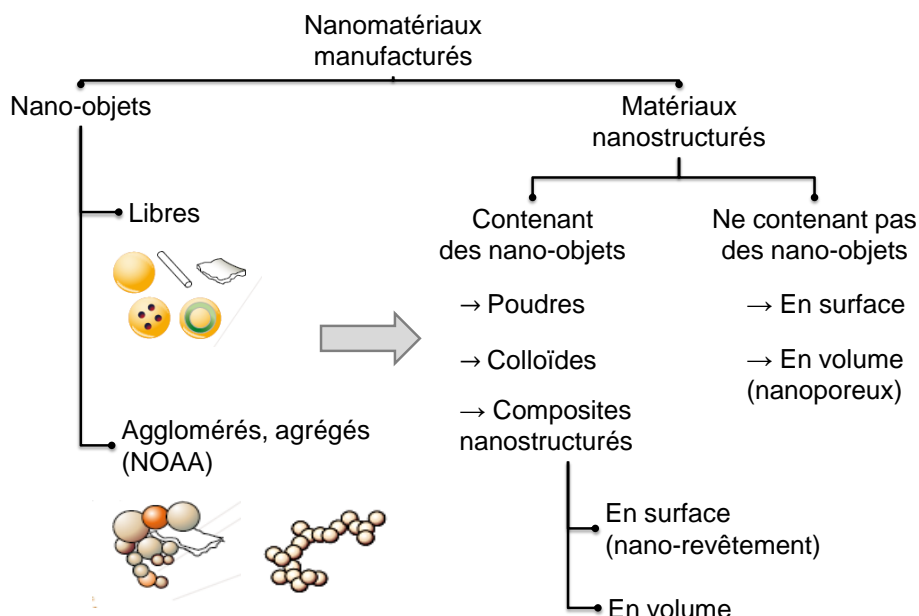 Nanomatériaux
manufacturés
Nano-objets
Matériaux
nanostructurés
Libres
Contenant
des nano-objets
Ne contenant pas
des nano-objets
→ Poudres
→ En surface
→ Colloïdes
→ En volume
(nanoporeux)
→ Composites
nanostructurés
Agglomérés, agrégés
(NOAA)
En surface
(nano-revêtement)
En volume